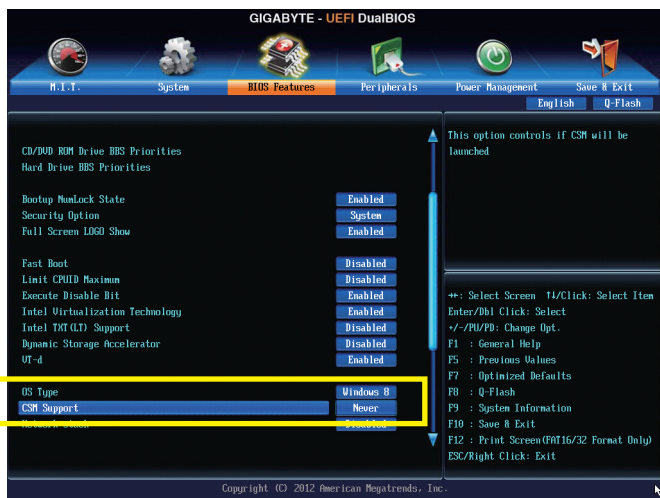 GIGABYTE - UEFI DualBIOS
M.I.T. System BIOS Features Peripherals Power Management Save & Exit
English Q-Flash
CD/DVD ROM Drive BBS Priorities
Hard Drive BBS Priorities
Bootup NumLock State Enabled
Security Option System
Full Screen LOGO Show Enabled
Fast Boot Disabled
Limit CPUID Maximum Disabled
Execute Disable Bit Enabled
Intel Virtualization Technology Enabled
Intel TXT(LT) Support Disabled
Dynamic Storage Accelerator Disabled
VT-d Enabled
OS Type Windows 8
CSM Support Never
Network stack Disabled
This option controls if CSM will be
launched
→←: Select Screen ↑↓/Click: Select Item
Enter/Dbl Click: Select
+/-/PU/PD: Change Opt.
F1 : General Help
F5 : Previous Values
F7 : Optimized Defaults
F8 : Q-Flash
F9 : System Information
F10 : Save & Exit
F12 : Print Screen(FAT16/32 Format Only)
ESC/Right Click: Exit
Copyright (C) 2012 American Megatrends, Inc.